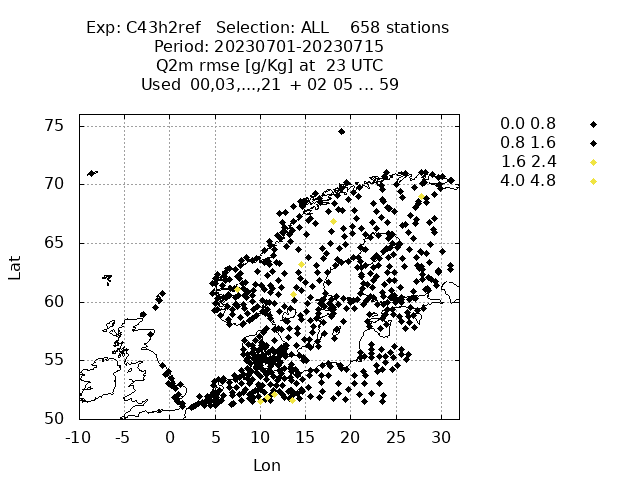 Exp: C43h2ref   Selection: ALL    658 stations
Period: 20230701-20230715
Q2m rmse [g/Kg] at  23 UTC
Used  00,03,...,21  + 02 05 ... 59
0.0 0.8
0.8 1.6
1.6 2.4
4.0 4.8
75
70
65
60
55
50
Lat
-10 -5 0 5 10 15 20 25 30
Lon